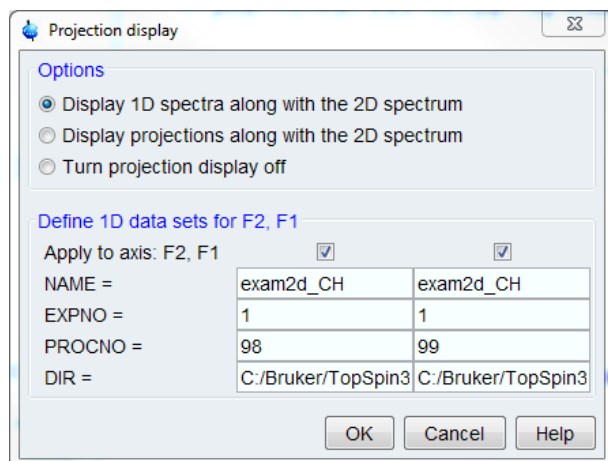 Projection display
Options
Display 1D spectra along with the 2D spectrum
Display projections along with the 2D spectrum
Turn projection display off
Define 1D data sets for F2, F1
Apply to axis: F2, F1
NAME = exam2d_CH exam2d_CH
EXPNO = 1 1
PROCNO = 98 99
DIR = C:/Bruker/TopSpin3 C:/Bruker/TopSpin3
OK Cancel Help